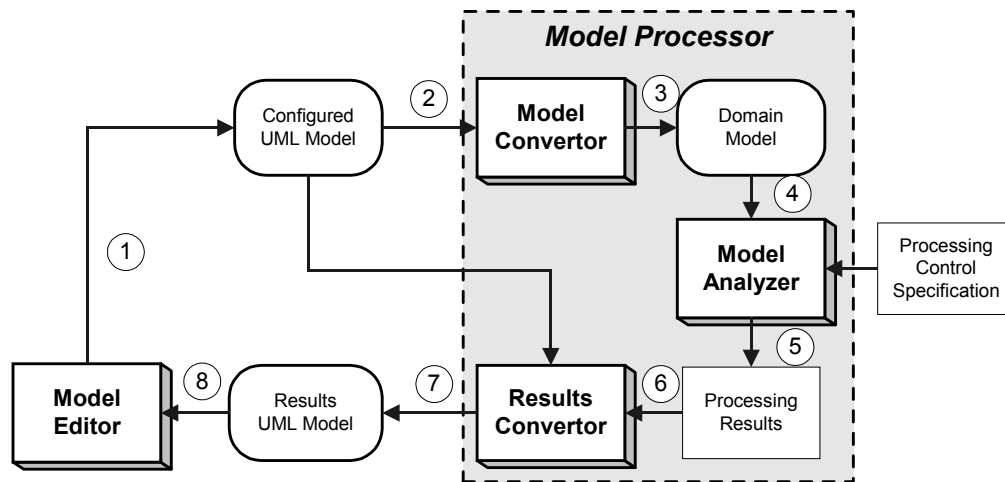 Model Processor
Configured
UML Model
2
Model
Convertor
3
Domain
Model
4
1
Model
Analyzer
Processing
Control
Specification
5
Model
Editor
8
Results
UML Model
7
Results
Convertor
6
Processing
Results